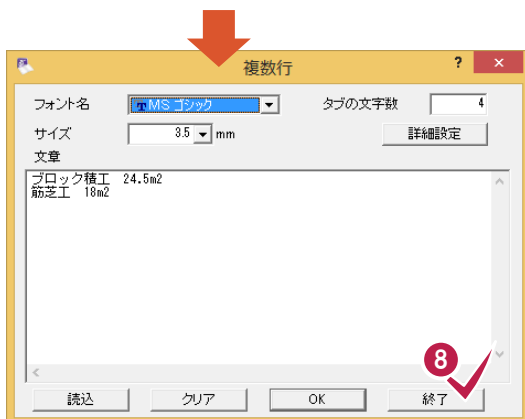 複数行 ? ×
フォント名 MS ゴシック タブの文字数 4
サイズ 3.5 mm 詳細設定
文章
ブロック積工 24.5m2
筋芝工 18m2
8
読込 クリア OK 終了